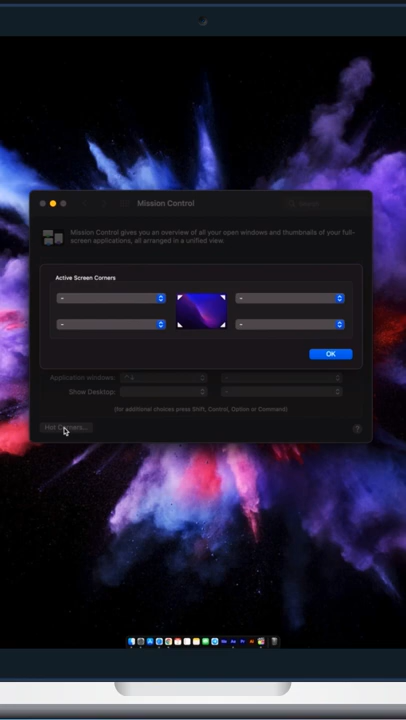 Mission Control
Mission Control gives you an overview of all your open windows and thumbnails of your full-
screen applications, all arranged in a unified view.
Active Screen Corners
-
-
-
-
OK
Application windows:
-
Show Desktop:
-
(for additional choices press Shift, Control, Option or Command)
Hot Corners...
?